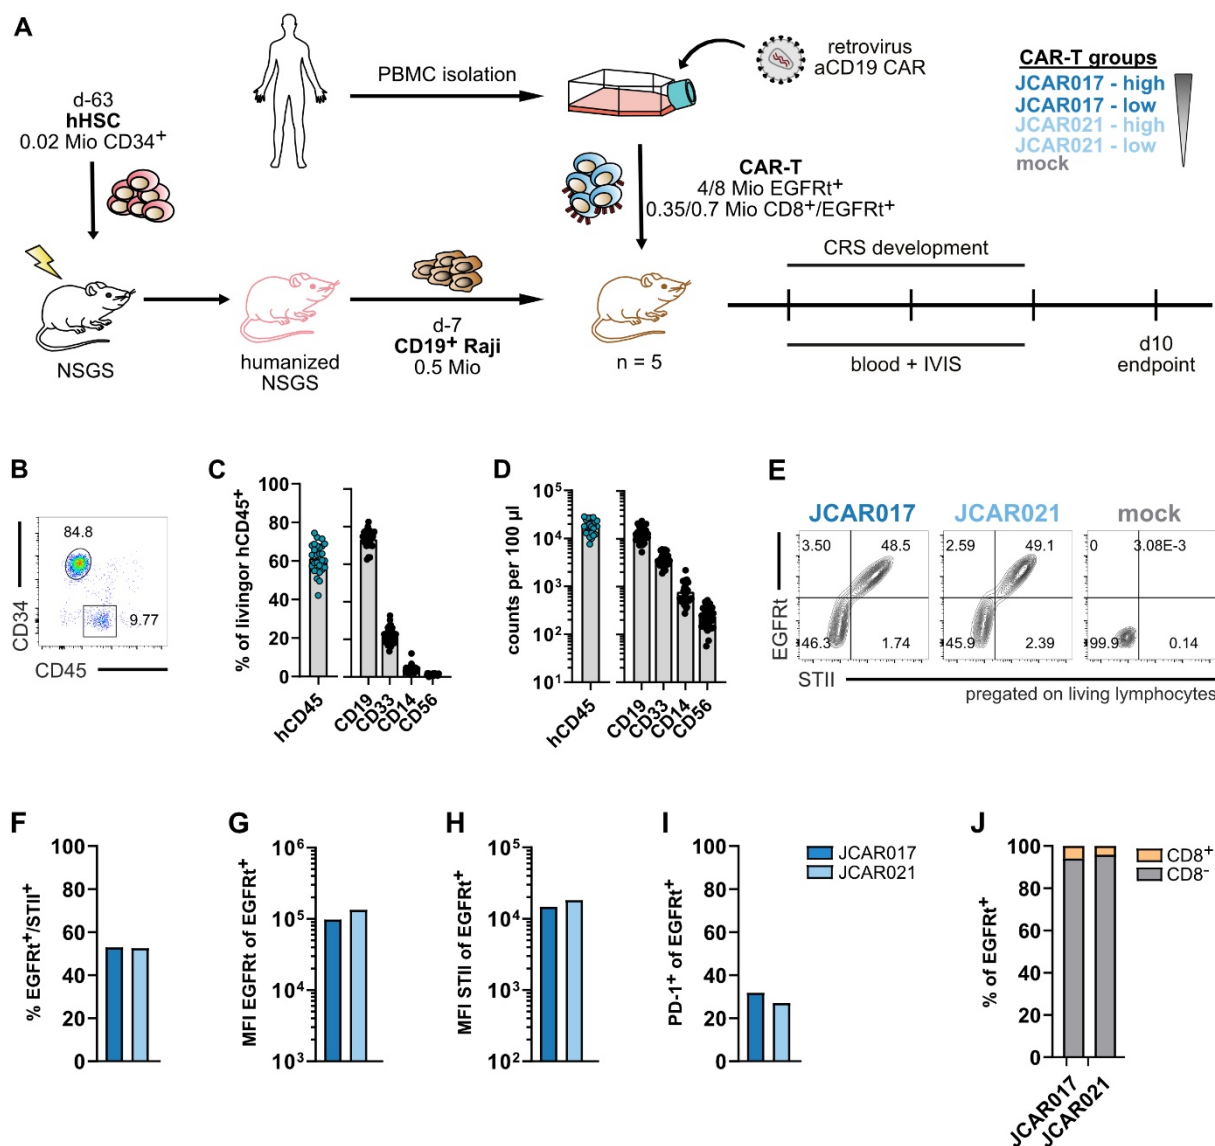 A
d-63
hHSC
0.02 Mio CD34+
PBMC isolation
retrovirus
aCD19 CAR
CAR-T groups
JCAR017 - high
JCAR017 - low
JCAR021 - high
JCAR021 - low
mock
CAR-T
4/8 Mio EGFRt+
0.35/0.7 Mio CD8+/EGFRt+
NSGS
humanized
NSGS
d-7
CD19+ Raji
0.5 Mio
n = 5
CRS development
blood + IVIS
d10
endpoint
B
84.8
9.77
CD34
CD45
C
% of livingor hCD45+
100
80
60
40
20
0
hCD45
CD19
CD33
CD14
CD56
D
counts per 100 µl
10^5
10^4
10^3
10^2
10^1
hCD45
CD19
CD33
CD14
CD56
E
JCAR017
JCAR021
mock
3.50
48.5
46.3
1.74
2.59
49.1
45.9
2.39
0
3.08E-3
99.9
0.14
EGFRt
STII
pregated on living lymphocytes
F
% EGFRt+/STII+
100
80
60
40
20
0
G
MFI EGFRt of EGFRt+
10^6
10^5
10^4
10^3
H
MFI STII of EGFRt+
10^5
10^4
10^3
10^2
I
PD-1+ of EGFRt+
100
80
60
40
20
0
JCAR017
JCAR021
J
% of EGFRt+
100
80
60
40
20
0
JCAR017
JCAR021
CD8+
CD8-